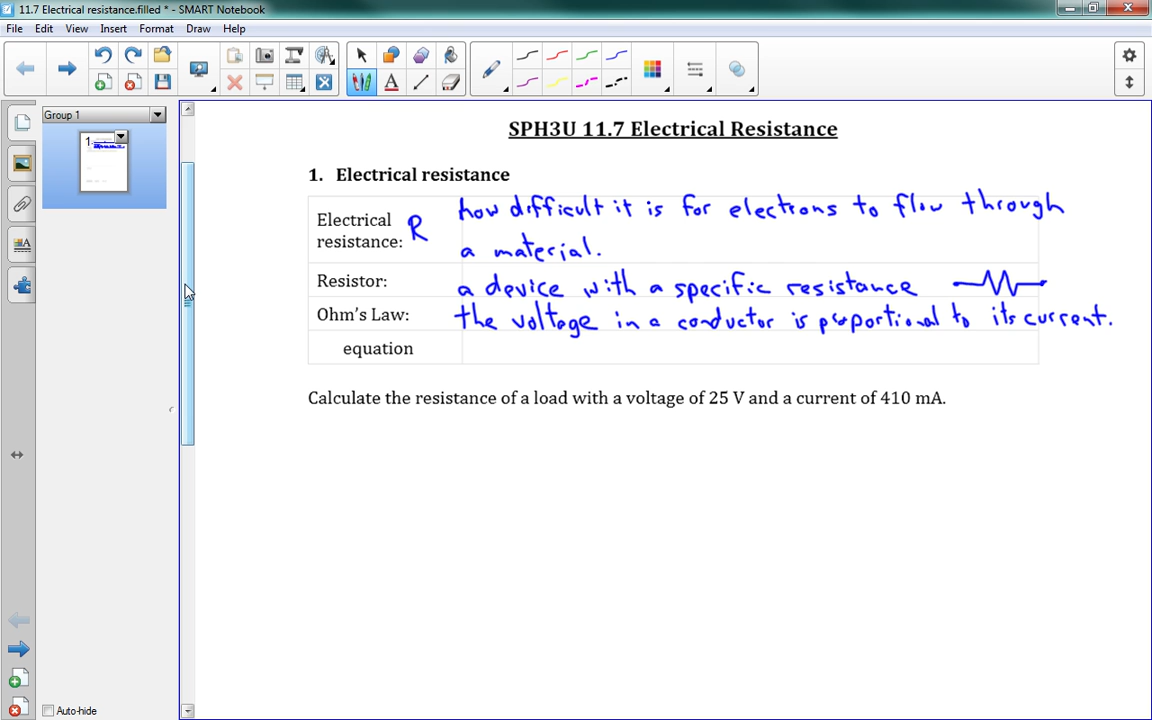 11.7 Electrical resistance.filled * - SMART Notebook
File Edit View Insert Format Draw Help
Group 1
1
SPH3U 11.7 Electrical Resistance
1. Electrical resistance
Electrical resistance: R how difficult it is for electrons to flow through
a material.
Resistor: a device with a specific resistance
Ohm's Law: the voltage in a conductor is proportional to its current.
equation
Calculate the resistance of a load with a voltage of 25 V and a current of 410 mA.
Auto-hide